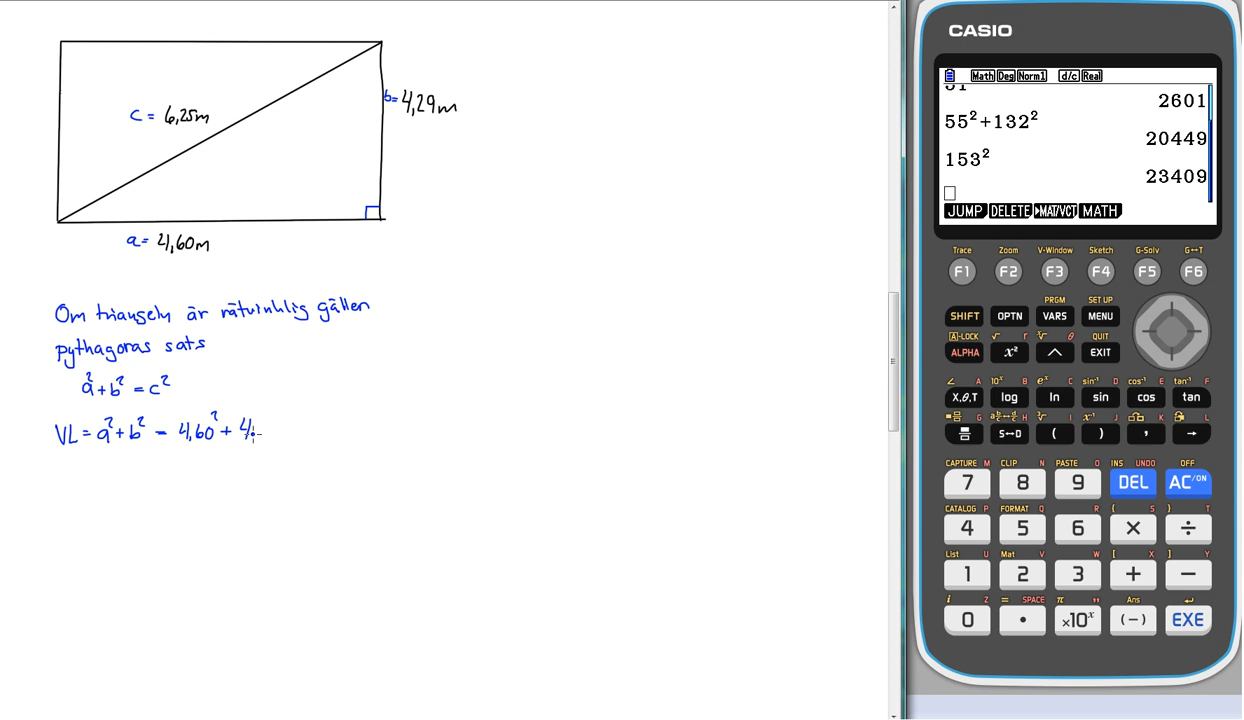 c = 6,25m
b= 4,29m
a= 4,60m
Om triangeln är rätvinklig gäller
pythagoras sats
a² + b² = c²
VL = a² + b² = 4,60² + 4,
CASIO
Math Deg Norm1 d/c Real
51²
2601
55²+132²
20449
153²
23409
JUMP DELETE ▶MAT/VCT MATH
Trace Zoom V-Window Sketch G-Solv G↔T
F1 F2 F3 F4 F5 F6
PRGM SET UP
SHIFT OPTN VARS MENU
A-LOCK √ r ∛ θ QUIT
ALPHA x² ^ EXIT
∠ A 10ˣ B eˣ C sin⁻¹ D cos⁻¹ E tan⁻¹ F
X,θ,T log ln sin cos tan
G H ∛ I x⁻¹ J K L
S↔D ( ) , →
CAPTURE M CLIP N PASTE O INS UNDO OFF
7 8 9 DEL AC/ON
CATALOG P FORMAT Q R { S } T
4 5 6 × ÷
List U Mat V W [ X ] Y
1 2 3 + −
i Z = SPACE π " Ans ↵
0 • ×10ˣ (−) EXE